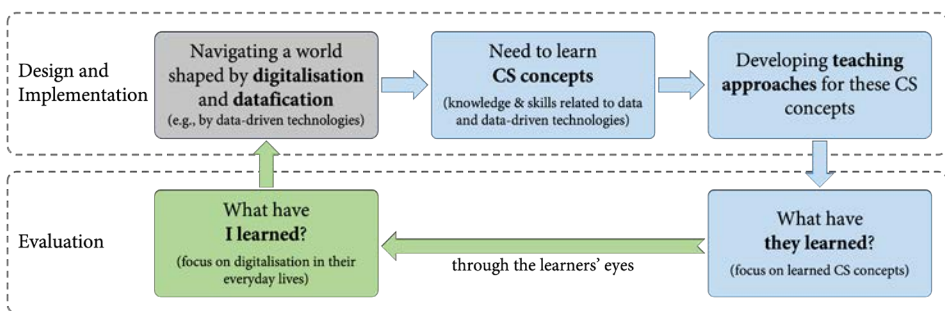 Design and
Implementation
Navigating a world
shaped by digitalisation
and datafication
(e.g., by data-driven technologies)
Need to learn
CS concepts
(knowledge & skills related to data
and data-driven technologies)
Developing teaching
approaches for these CS
concepts
Evaluation
What have
I learned?
(focus on digitalisation in their
everyday lives)
through the learners’ eyes
What have
they learned?
(focus on learned CS concepts)